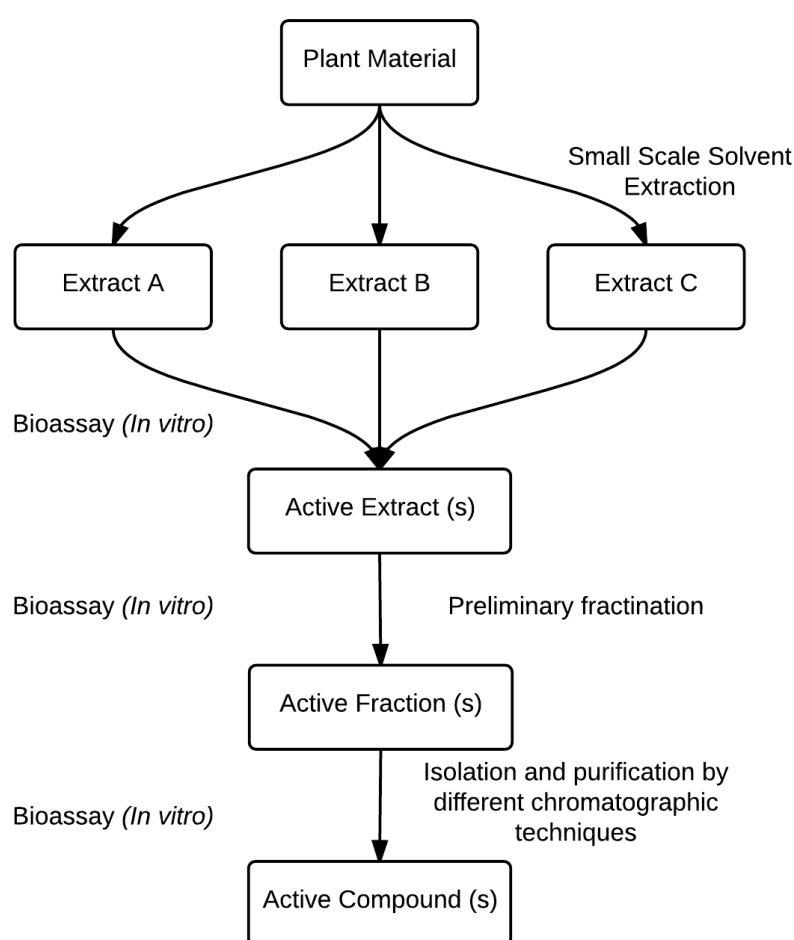 Plant Material
Small Scale Solvent
Extraction
Extract A
Extract B
Extract C
Bioassay (In vitro)
Active Extract (s)
Bioassay (In vitro)
Preliminary fractination
Active Fraction (s)
Isolation and purification by
different chromatographic
techniques
Bioassay (In vitro)
Active Compound (s)